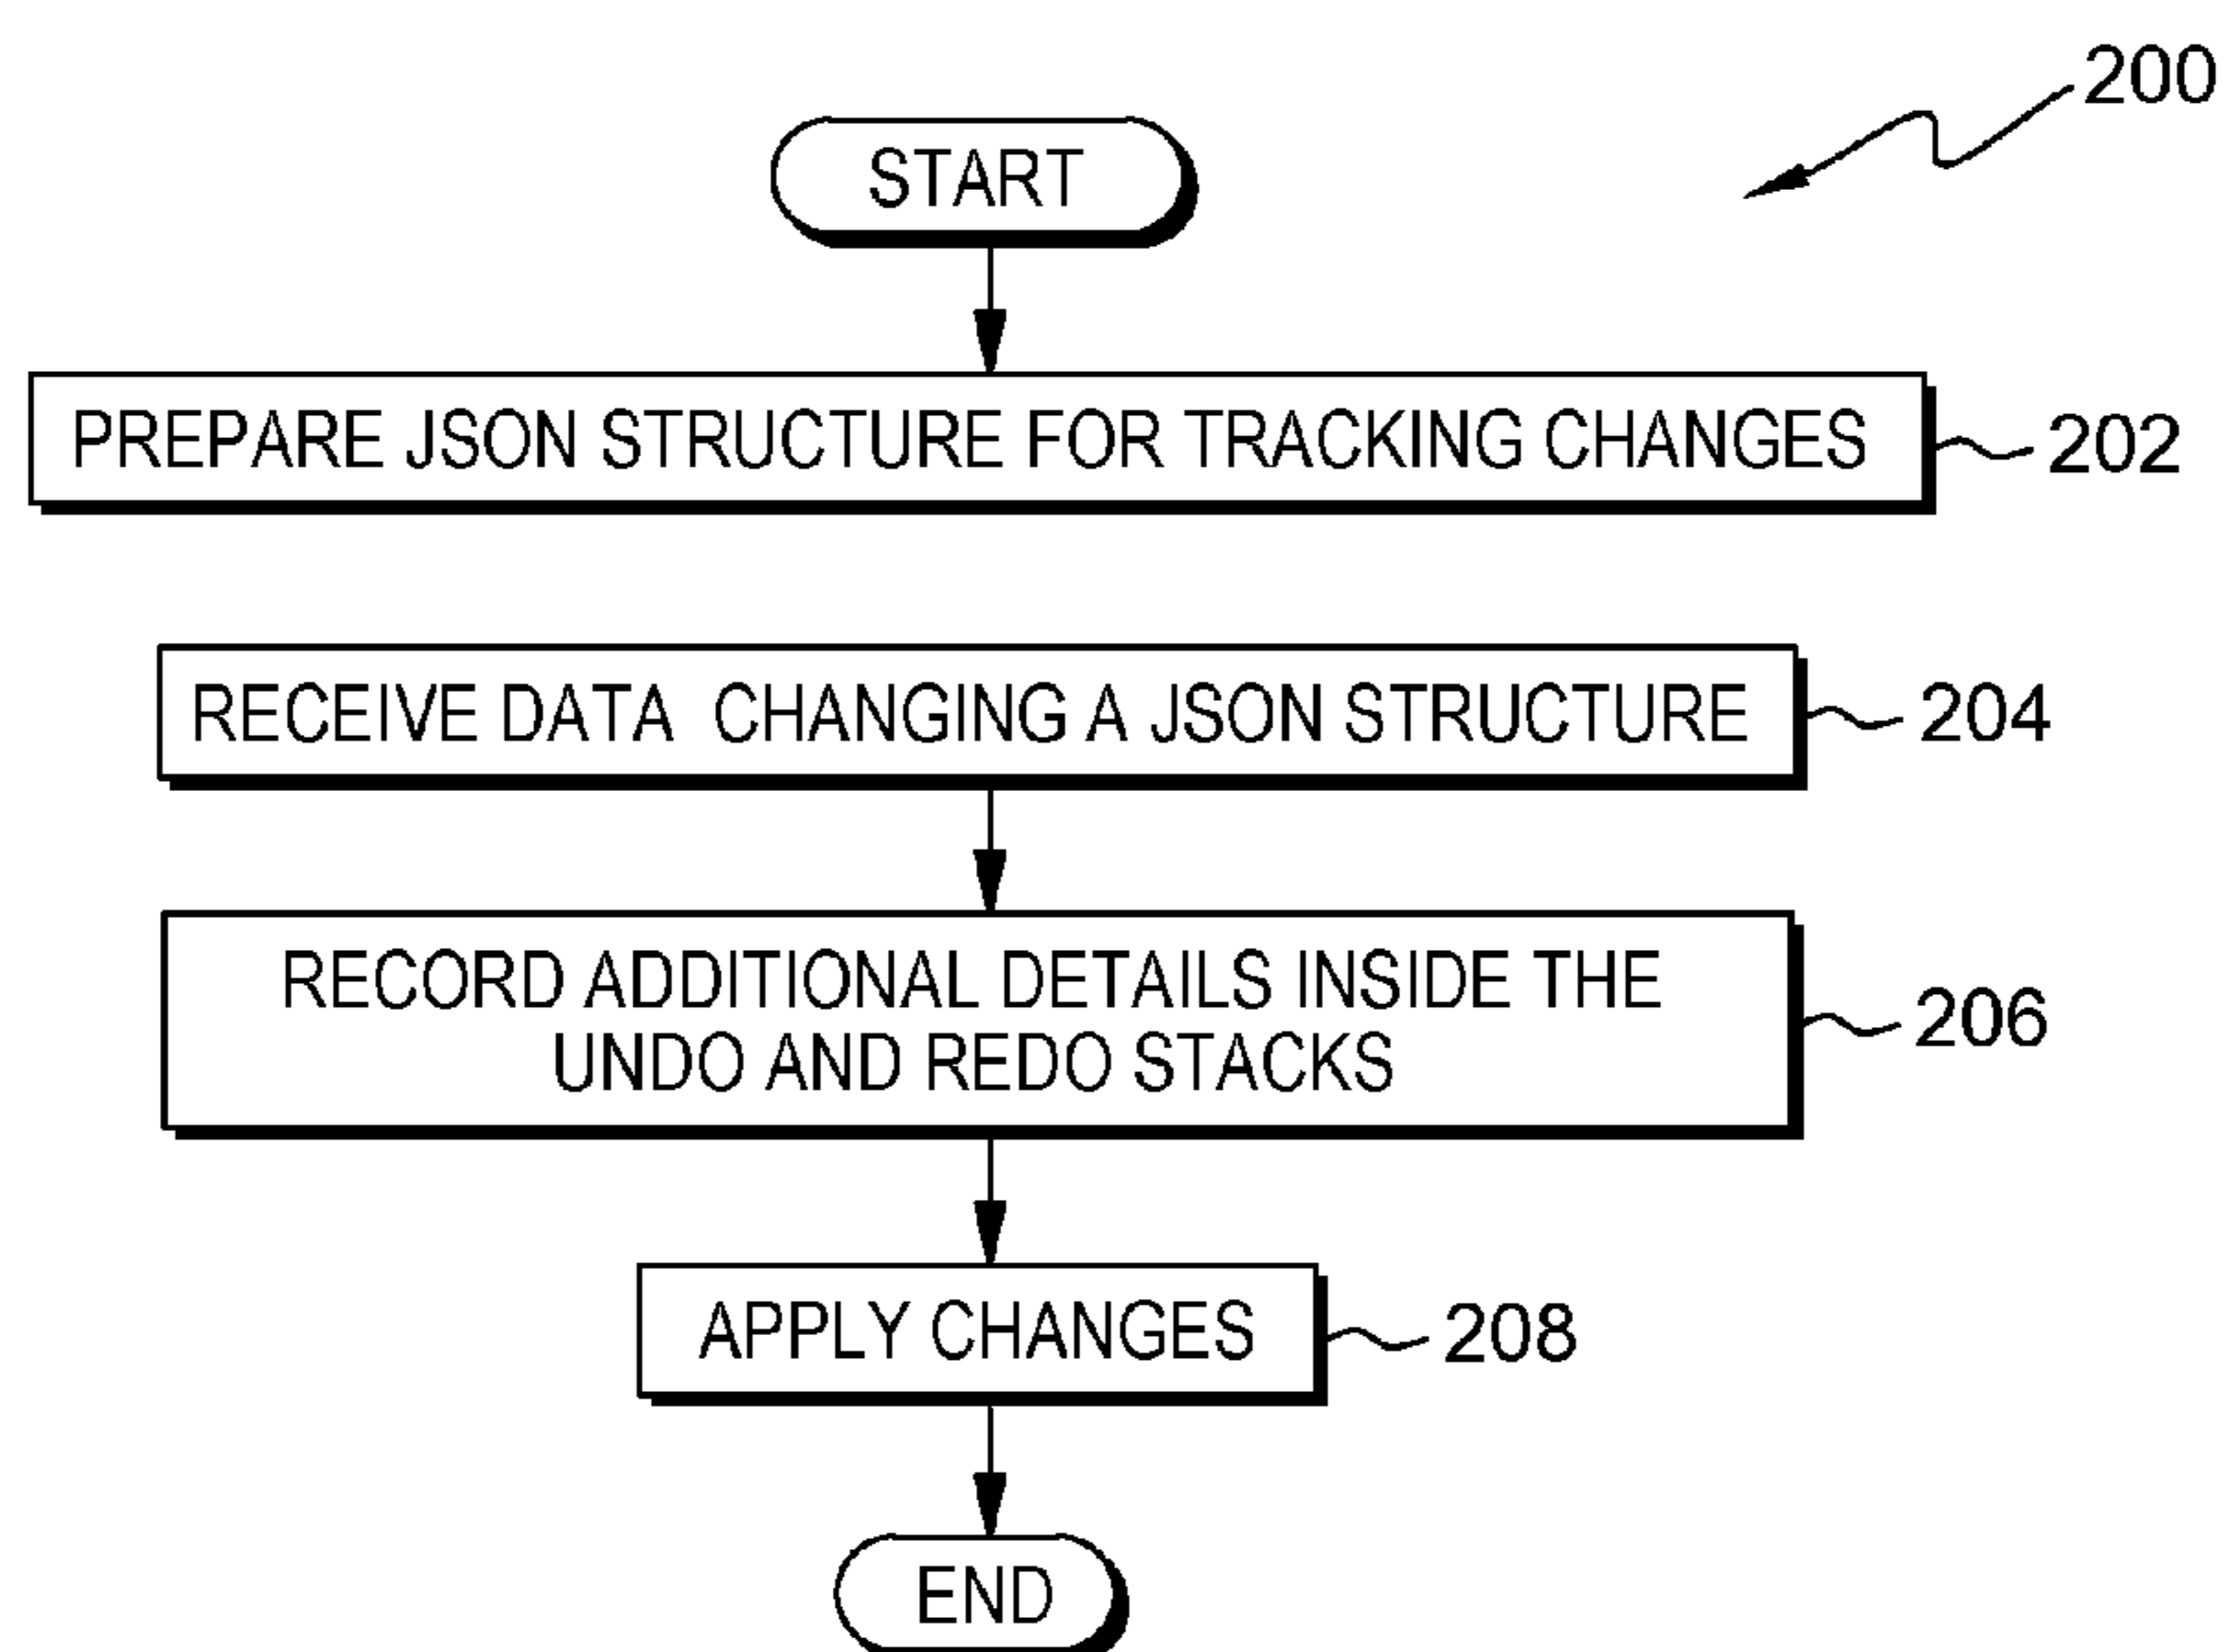 200
START
PREPARE JSON STRUCTURE FOR TRACKING CHANGES
202
RECEIVE DATA CHANGING A JSON STRUCTURE
204
RECORD ADDITIONAL DETAILS INSIDE THE
UNDO AND REDO STACKS
206
APPLY CHANGES
208
END